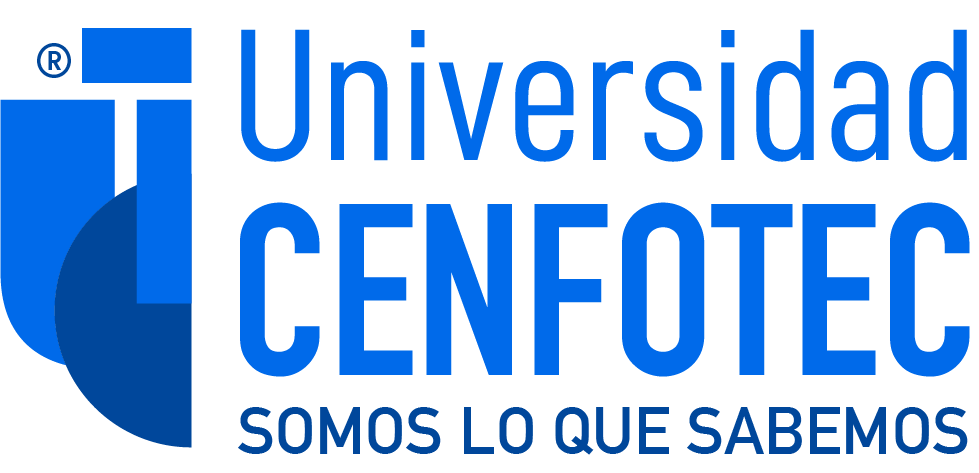 ®
Universidad
CENFOTEC
SOMOS LO QUE SABEMOS